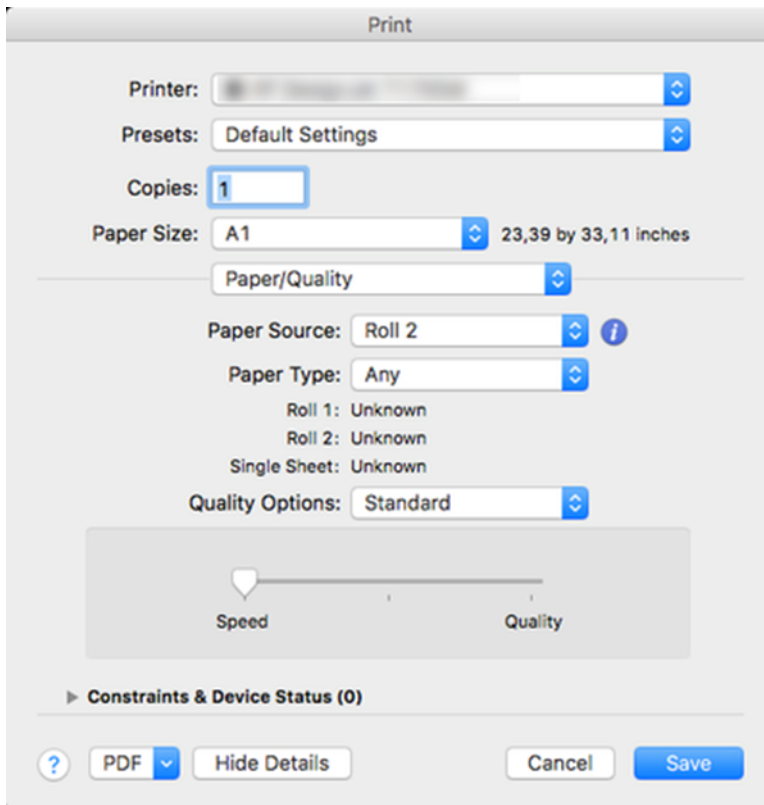 Print
Printer:
Presets: Default Settings
Copies: 1
Paper Size: A1 23,39 by 33,11 inches
Paper/Quality
Paper Source: Roll 2 i
Paper Type: Any
Roll 1: Unknown
Roll 2: Unknown
Single Sheet: Unknown
Quality Options: Standard
Speed Quality
Constraints & Device Status (0)
? PDF Hide Details Cancel Save